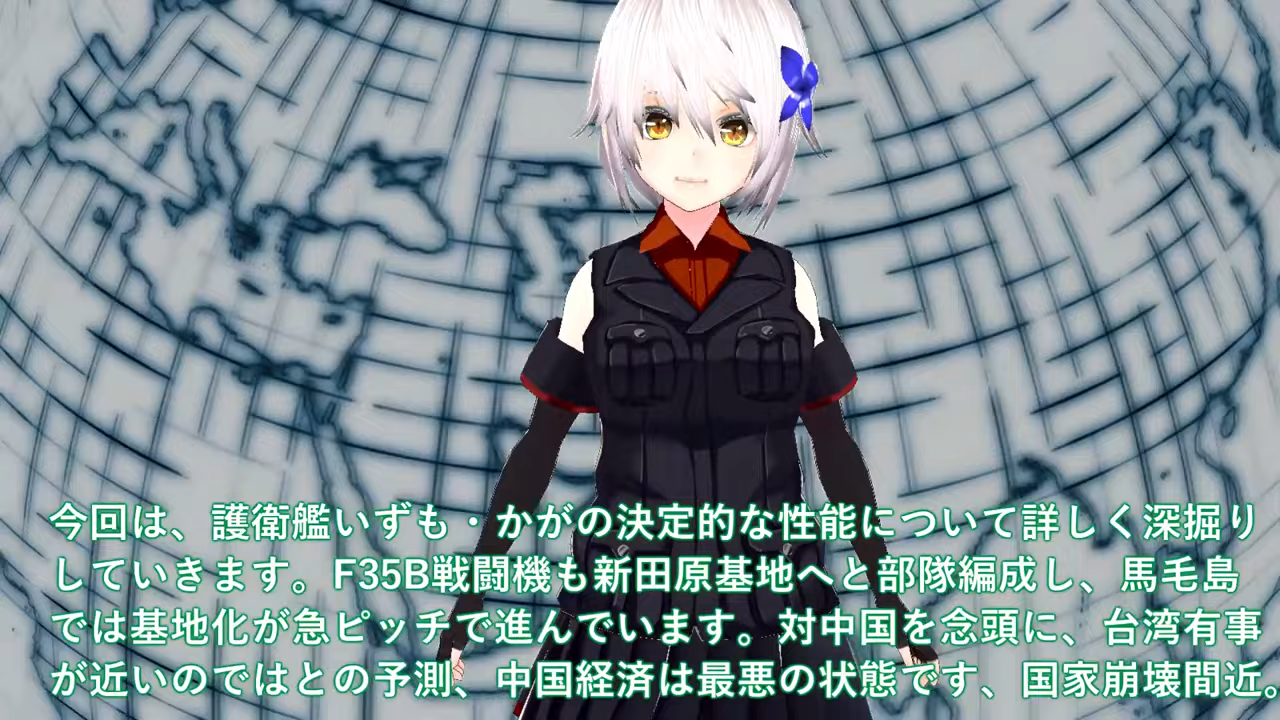 今回は、護衛艦いずも・かがの決定的な性能について詳しく深掘り
していきます。F35B戦闘機も新田原基地へと部隊編成し、馬毛島
では基地化が急ピッチで進んでいます。対中国を念頭に、台湾有事
が近いのではとの予測、中国経済は最悪の状態です、国家崩壊間近。